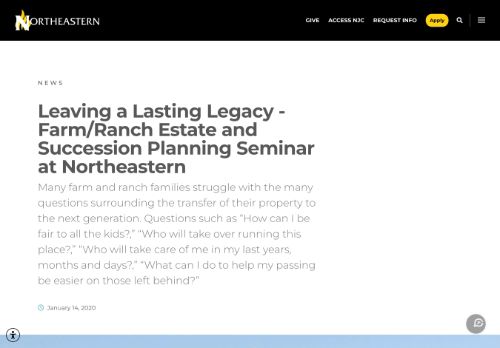 NORTHEASTERN
GIVE ACCESS NJC REQUEST INFO Apply
NEWS
Leaving a Lasting Legacy -
Farm/Ranch Estate and
Succession Planning Seminar
at Northeastern
Many farm and ranch families struggle with the many
questions surrounding the transfer of their property to
the next generation. Questions such as “How can I be
fair to all the kids?,” “Who will take over running this
place?,” “Who will take care of me in my last years,
months and days?,” “What can I do to help my passing
be easier on those left behind?”
January 14, 2020